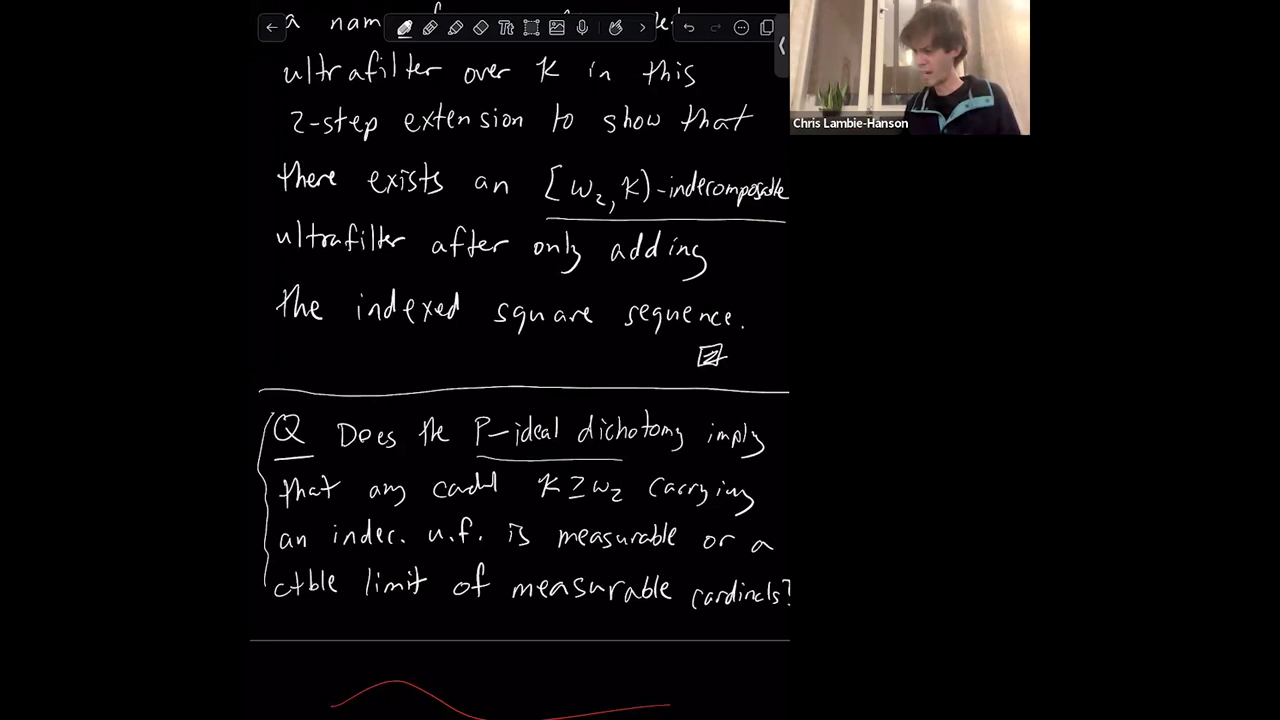 a nam
ultrafilter over κ in this
2-step extension to show that
there exists an [ω₂, κ)-indecomposable
ultrafilter after only adding
the indexed square sequence.
Q Does the P-ideal dichotomy imply
that any cardl κ ≥ ω₂ carrying
an indec. u.f. is measurable or a
ctble limit of measurable cardinals?
Chris Lambie-Hanson